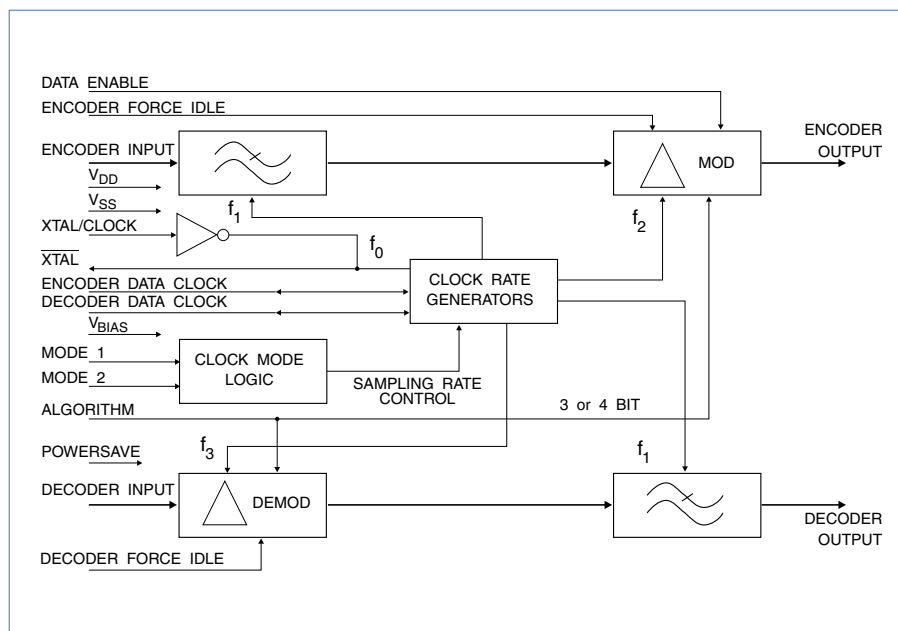 DATA ENABLE
ENCODER FORCE IDLE
ENCODER INPUT
MOD
ENCODER
OUTPUT
VDD
VSS
f1
f2
XTAL/CLOCK
f0
XTAL
CLOCK RATE
GENERATORS
ENCODER DATA CLOCK
DECODER DATA CLOCK
VBIAS
MODE 1
CLOCK MODE
LOGIC
MODE 2
SAMPLING RATE
CONTROL
ALGORITHM
3 or 4 BIT
f3
f1
POWERSAVE
DECODER INPUT
DEMOD
DECODER
OUTPUT
DECODER FORCE IDLE